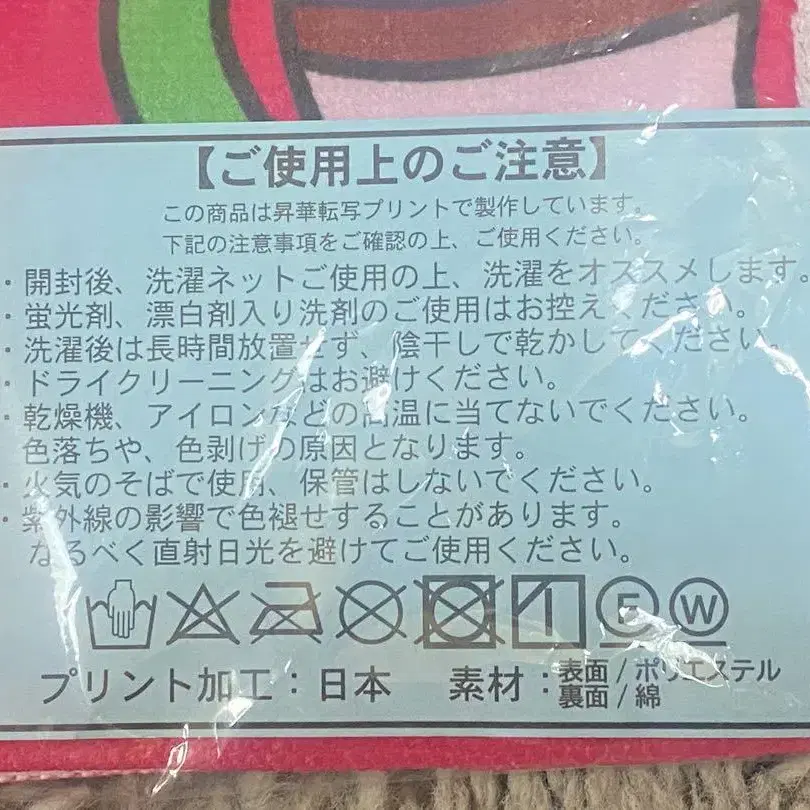 【ご使用上のご注意】
この商品は昇華転写プリントで製作しています。
下記の注意事項をご確認の上、ご使用ください。
・開封後、洗濯ネットご使用の上、洗濯をオススメします。
・蛍光剤、漂白剤入り洗剤のご使用はお控えください。
・洗濯後は長時間放置せず、陰干しで乾かしてください。
・ドライクリーニングはお避けください。
・乾燥機、アイロンなどの高温に当てないでください。
色落ちや、色剥げの原因となります。
・火気のそばで使用、保管はしないでください。
・紫外線の影響で色褪せすることがあります。
なるべく直射日光を避けてご使用ください。
F W
プリント加工：日本 素材：表面/ポリエステル
裏面/綿